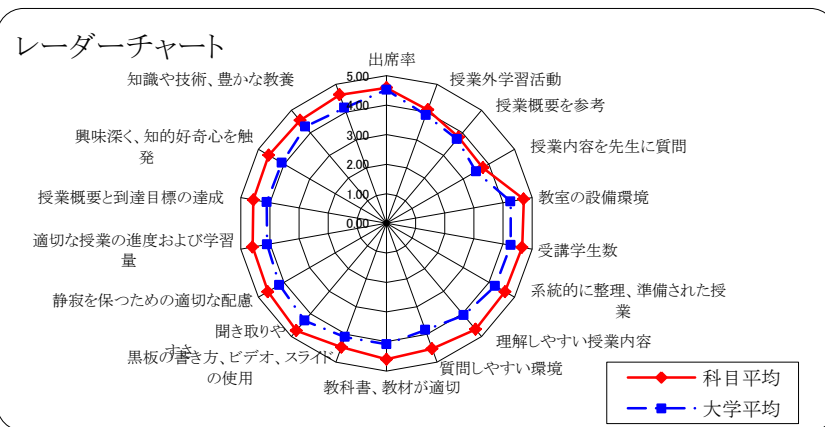 レーダーチャート
出席率
授業外学習活動
授業概要を参考
授業内容を先生に質問
教室の設備環境
受講学生数
系統的に整理、準備された授
業
理解しやすい授業内容
質問しやすい環境
教科書、教材が適切
黒板の書き方、ビデオ、スライド
の使用
聞き取りや
すさ
静寂を保つための適切な配慮
適切な授業の進度および学習
量
授業概要と到達目標の達成
興味深く、知的好奇心を触
発
知識や技術、豊かな教養
5.00
4.00
3.00
2.00
1.00
0.00
科目平均
大学平均